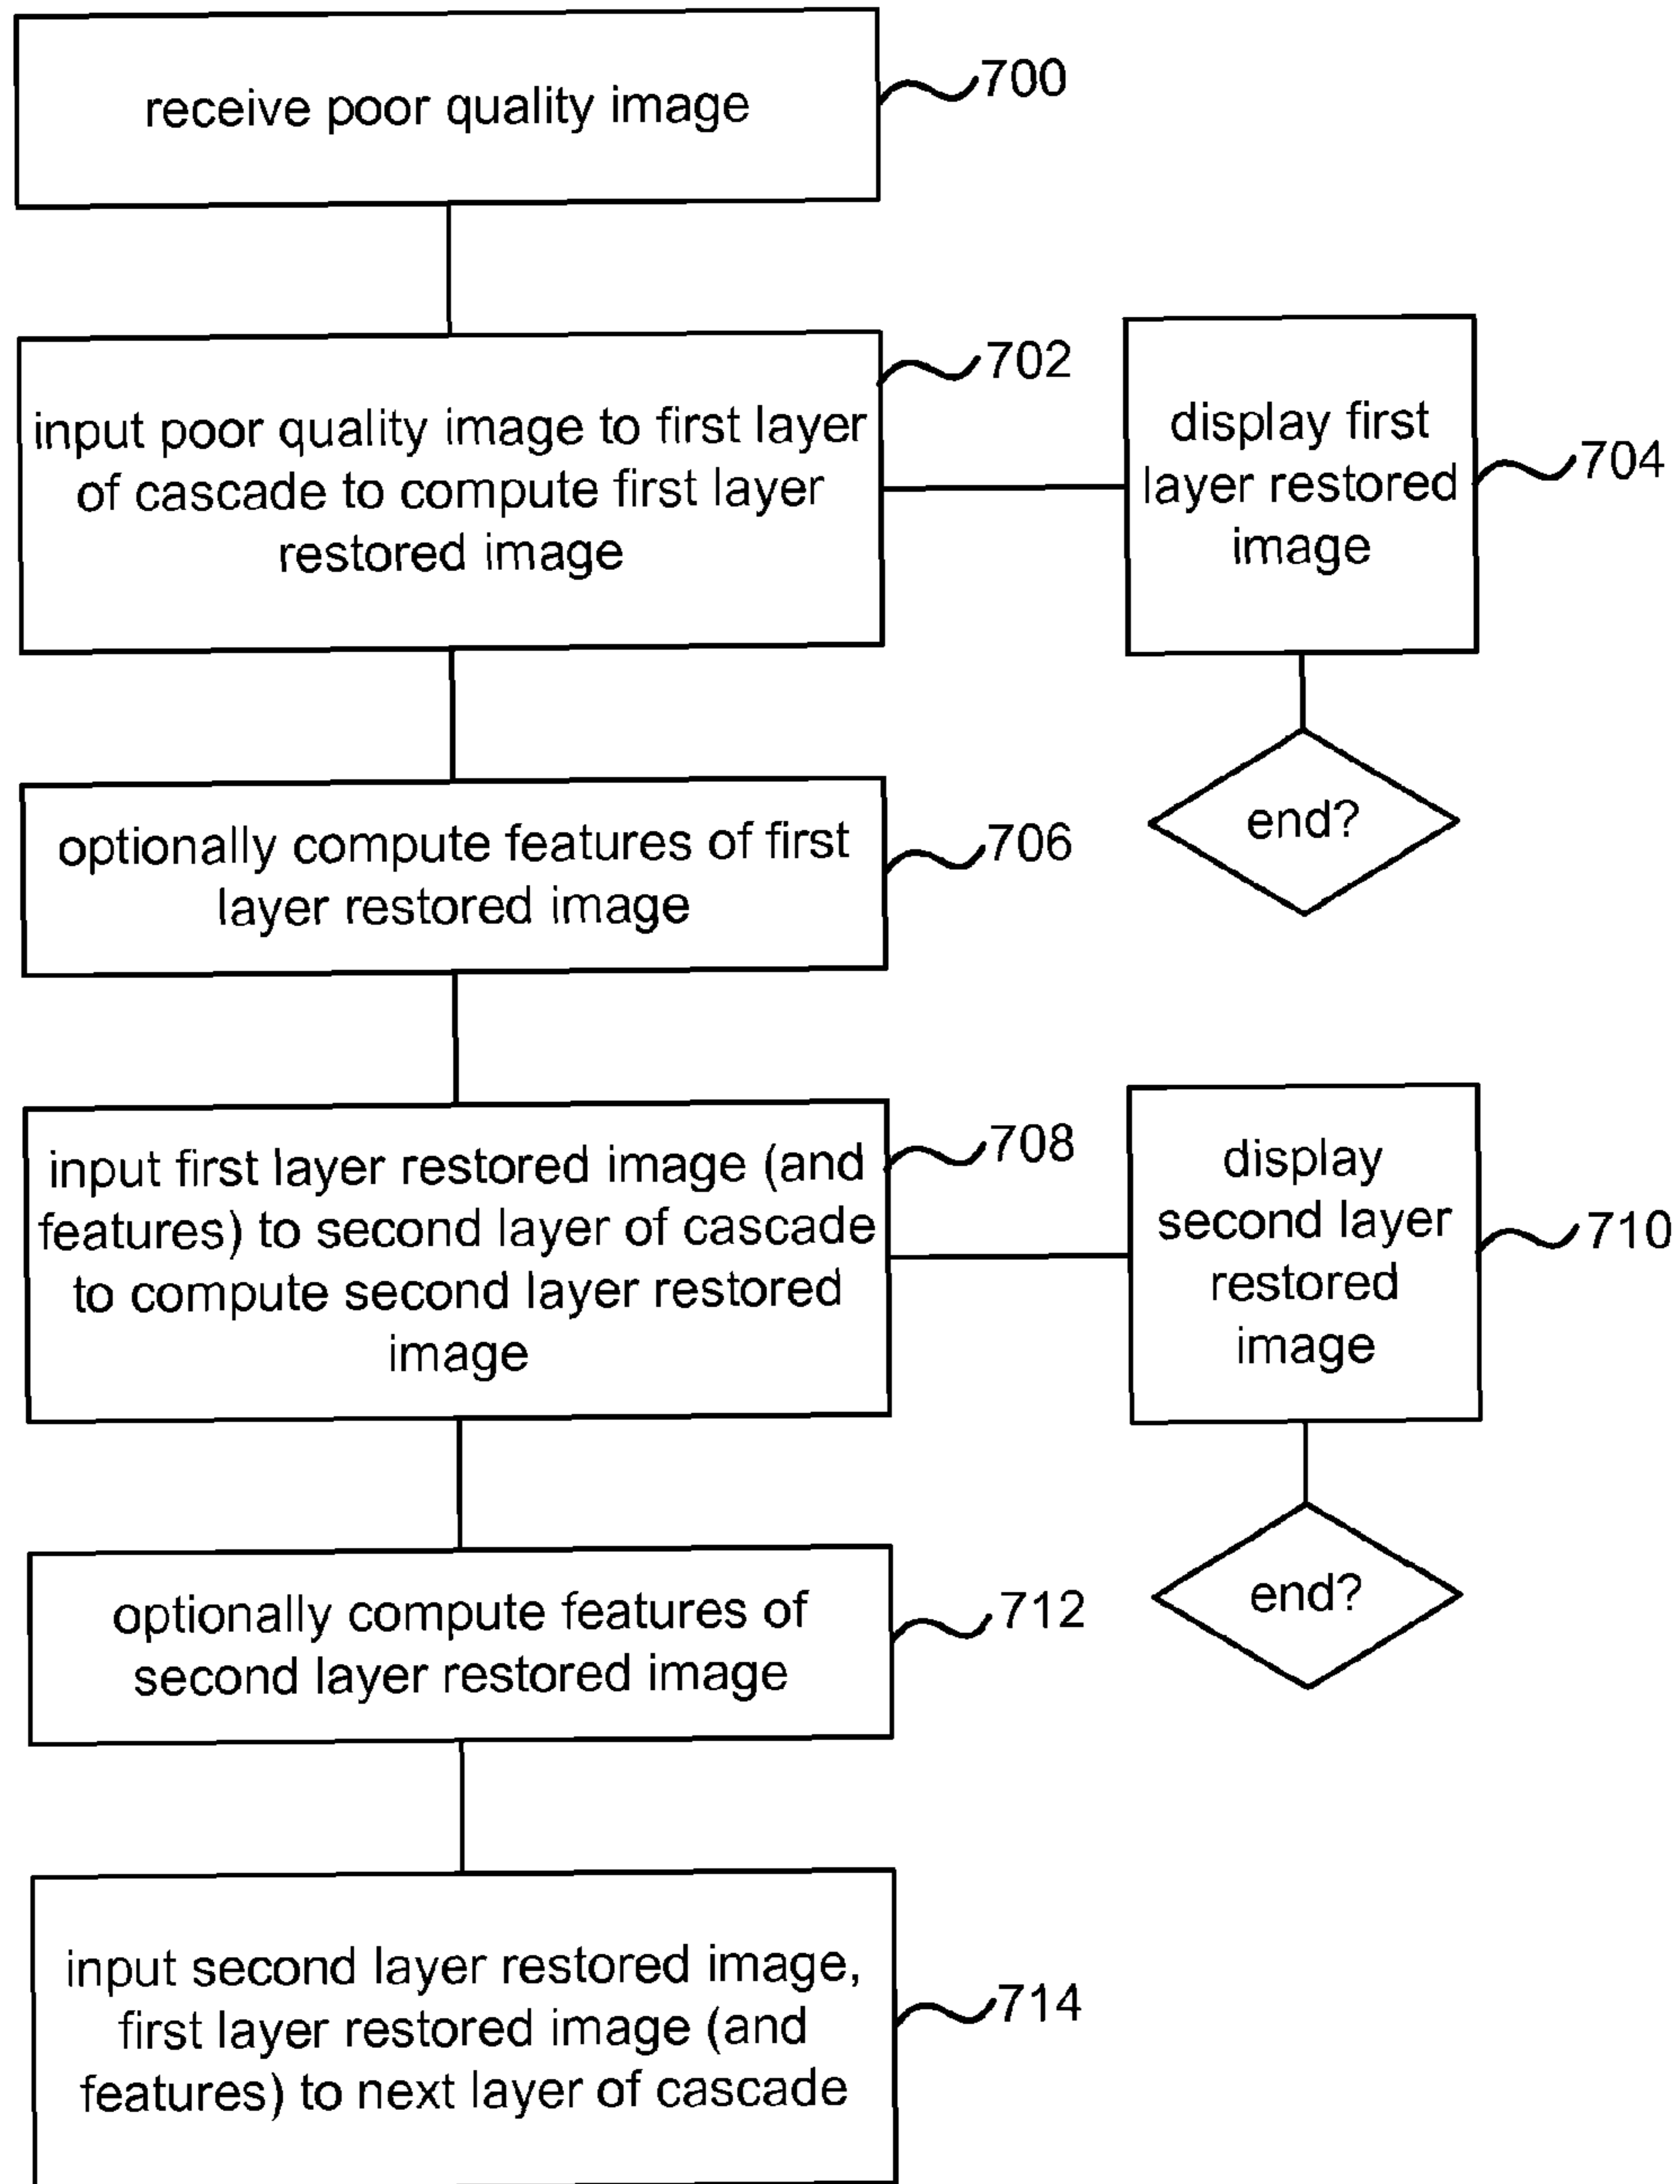 receive poor quality image
700
input poor quality image to first layer
of cascade to compute first layer
restored image
702
display first
layer restored
image
704
end?
optionally compute features of first
layer restored image
706
input first layer restored image (and
features) to second layer of cascade
to compute second layer restored
image
708
display
second layer
restored
image
710
end?
optionally compute features of
second layer restored image
712
input second layer restored image,
first layer restored image (and
features) to next layer of cascade
714